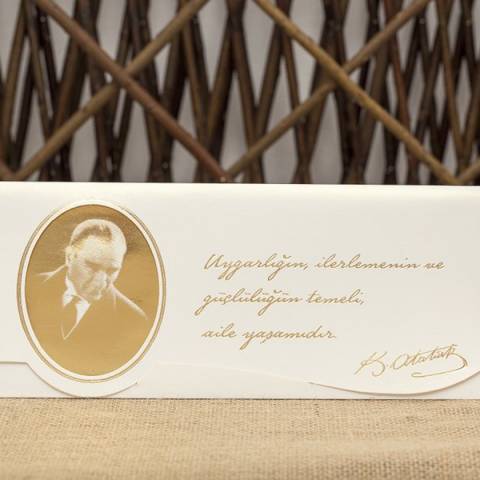 Uygarlığın, ilerlemenin ve
güçlülüğün temeli,
aile yaşamıdır.
K. Atatürk